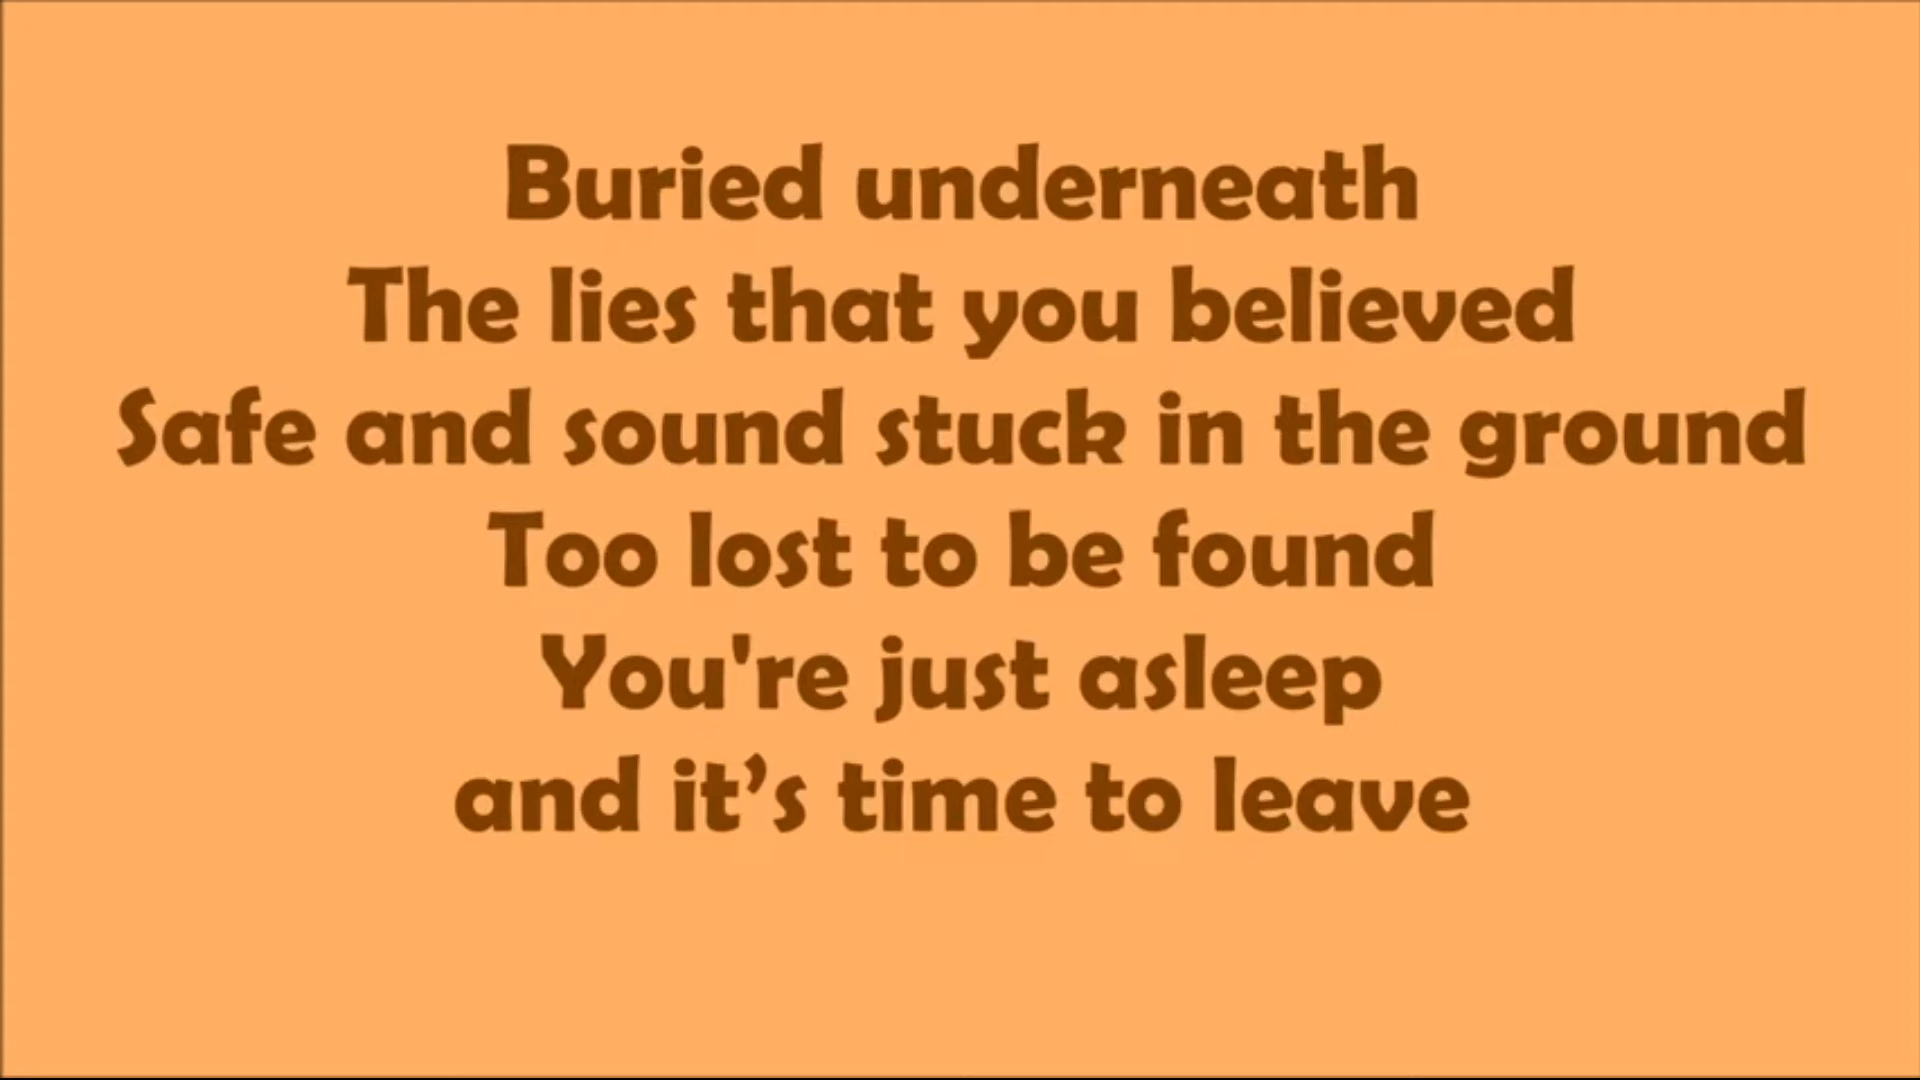 Buried underneath
The lies that you believed
Safe and sound stuck in the ground
Too lost to be found
You're just asleep
and it’s time to leave